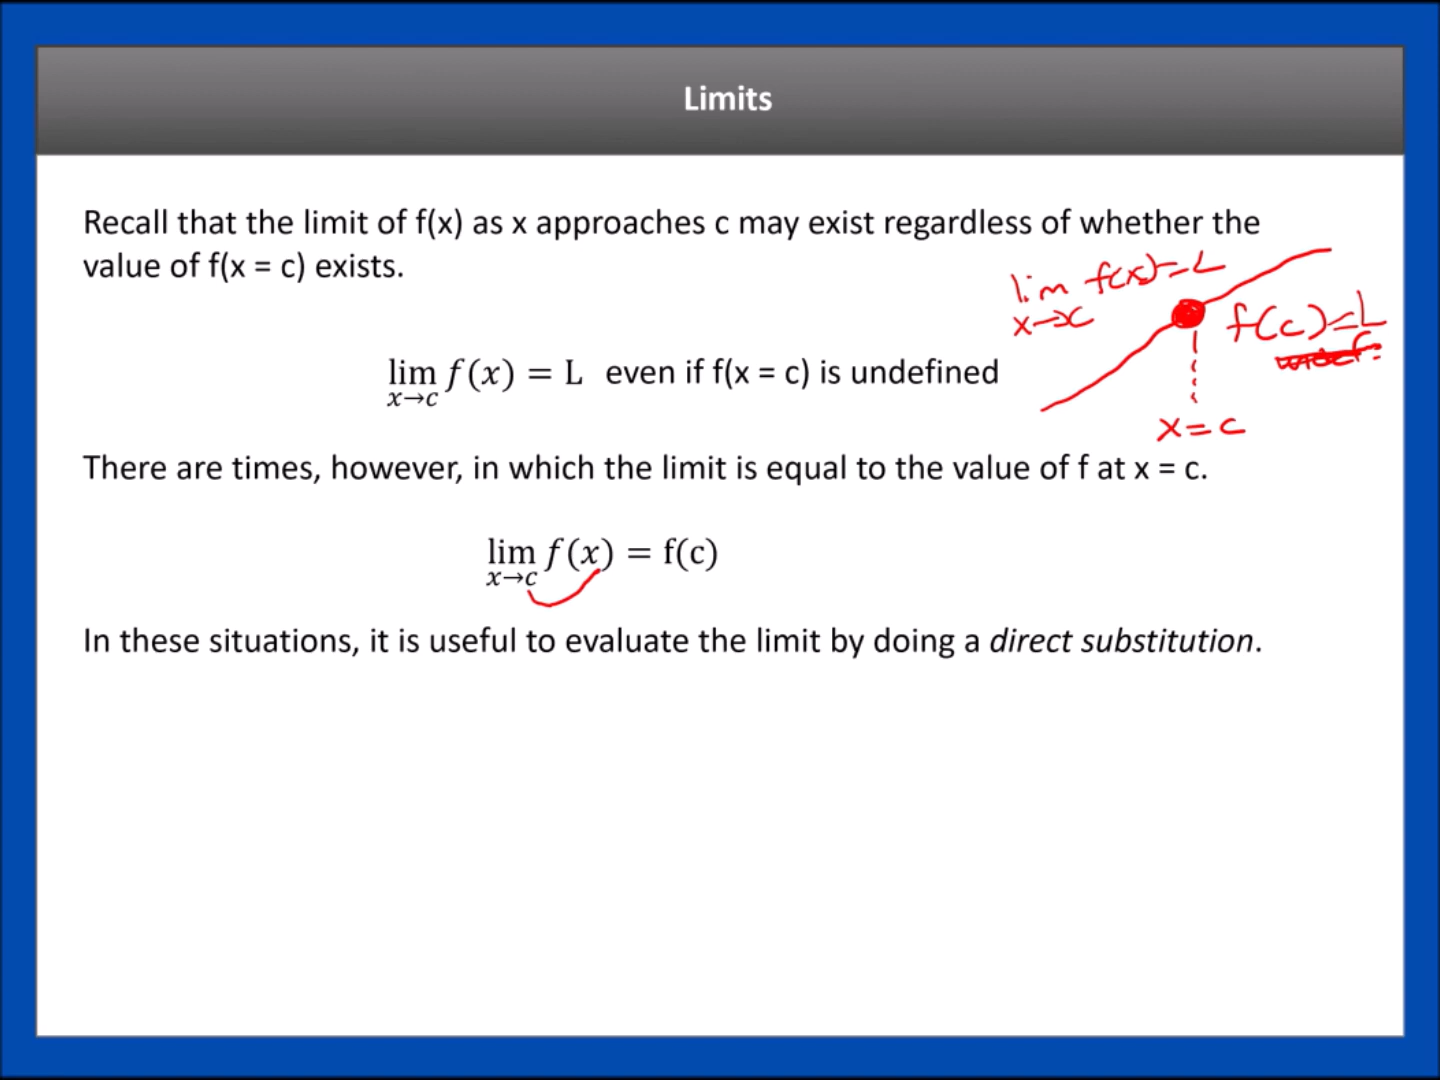 Limits
Recall that the limit of f(x) as x approaches c may exist regardless of whether the
value of f(x = c) exists.
lim f(x) = L
x→c
f(c)=L
undef.
x = c
lim f(x) = L even if f(x = c) is undefined
x→c
There are times, however, in which the limit is equal to the value of f at x = c.
lim f(x) = f(c)
x→c
In these situations, it is useful to evaluate the limit by doing a direct substitution.